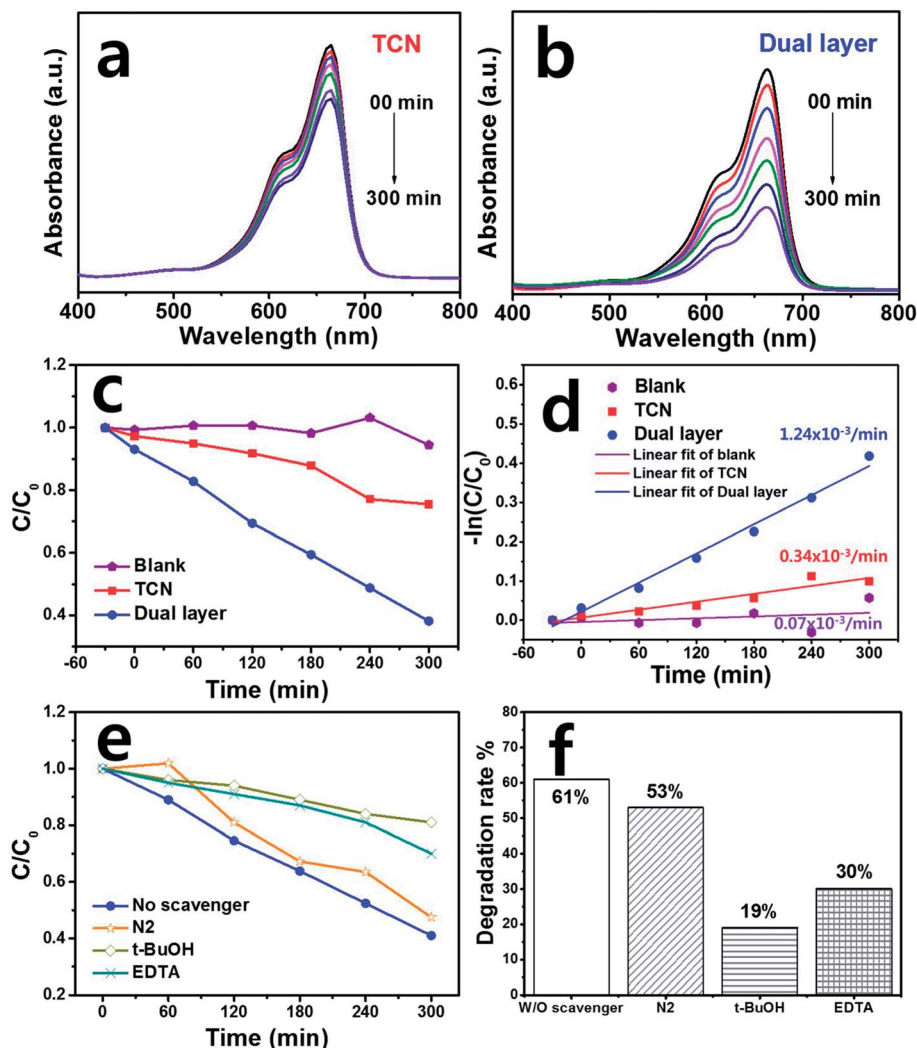 a
TCN
00 min
300 min
Absorbance (a.u.)
400 500 600 700 800
Wavelength (nm)
b
Dual layer
00 min
300 min
Absorbance (a.u.)
400 500 600 700 800
Wavelength (nm)
c
1.2
1.0
0.8
0.6
0.4
C/C0
Blank
TCN
Dual layer
-60 0 60 120 180 240 300
Time (min)
d
0.6
0.5
0.4
0.3
0.2
0.1
0.0
-ln(C/C0)
Blank
TCN
Dual layer
Linear fit of blank
Linear fit of TCN
Linear fit of Dual layer
1.24x10-3/min
0.34x10-3/min
0.07x10-3/min
-60 0 60 120 180 240 300
Time (min)
e
1.2
1.0
0.8
0.6
0.4
0.2
C/C0
No scavenger
N2
t-BuOH
EDTA
0 60 120 180 240 300
Time (min)
f
80
70
60
50
40
30
20
10
0
Degradation rate %
61%
53%
19%
30%
W/O scavenger N2 t-BuOH EDTA